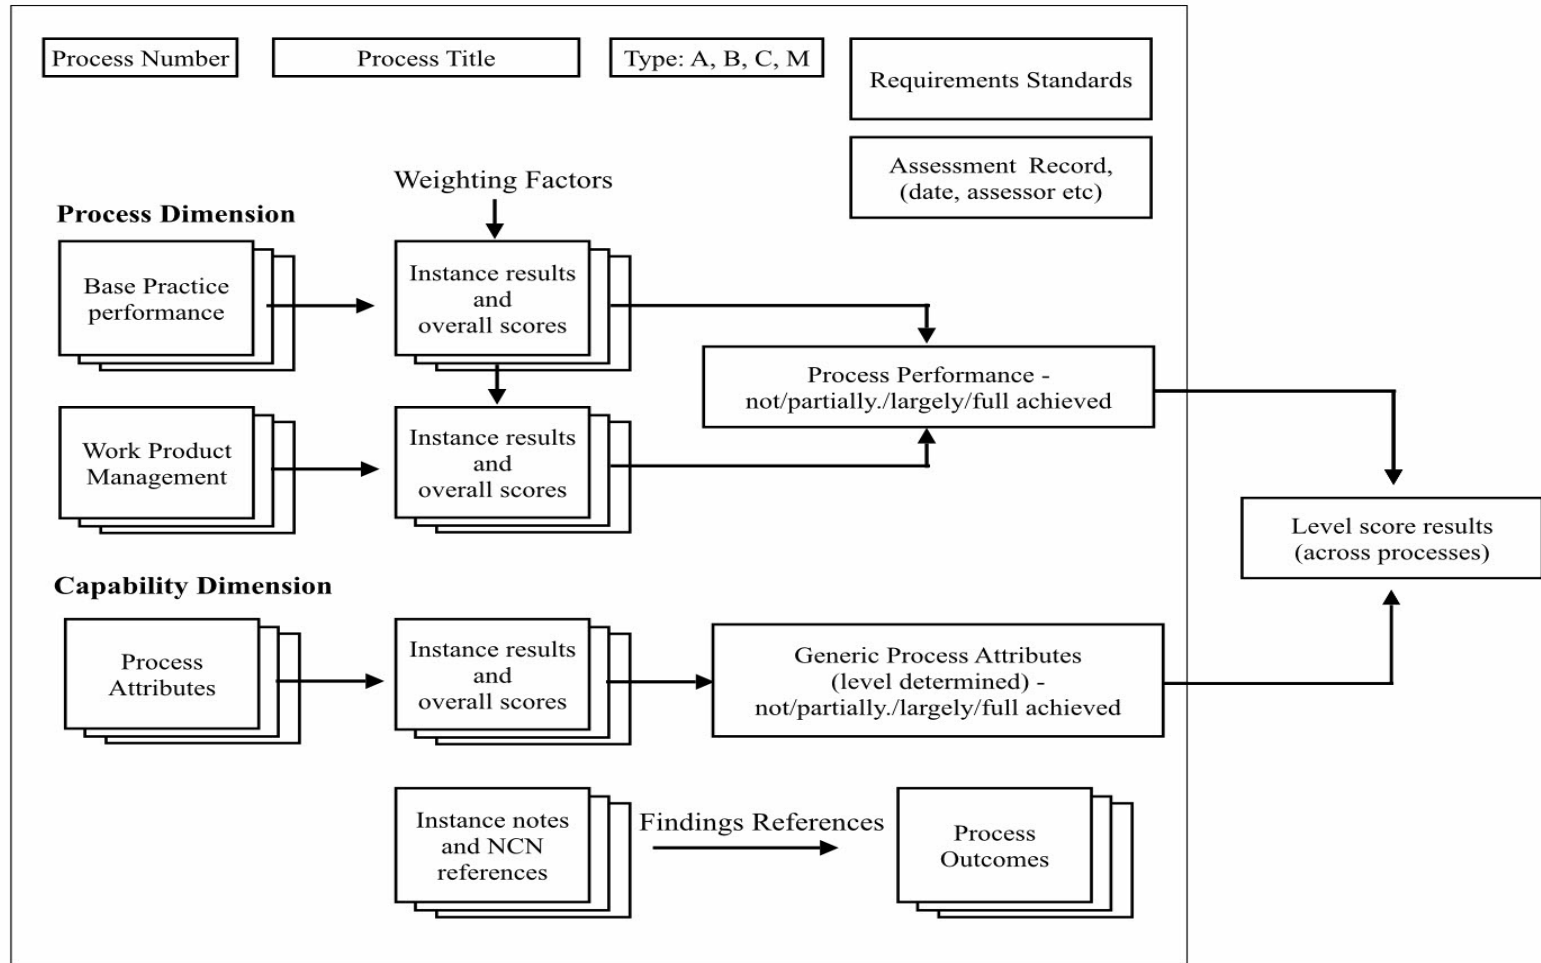 Process Number
Process Title
Type: A, B, C, M
Requirements Standards
Assessment Record,
(date, assessor etc)
Weighting Factors
Process Dimension
Base Practice
performance
Instance results
and
overall scores
Process Performance -
not/partially./largely/full achieved
Work Product
Management
Instance results
and
overall scores
Level score results
(across processes)
Capability Dimension
Process
Attributes
Instance results
and
overall scores
Generic Process Attributes
(level determined) -
not/partially./largely/full achieved
Instance notes
and NCN
references
Findings References
Process
Outcomes